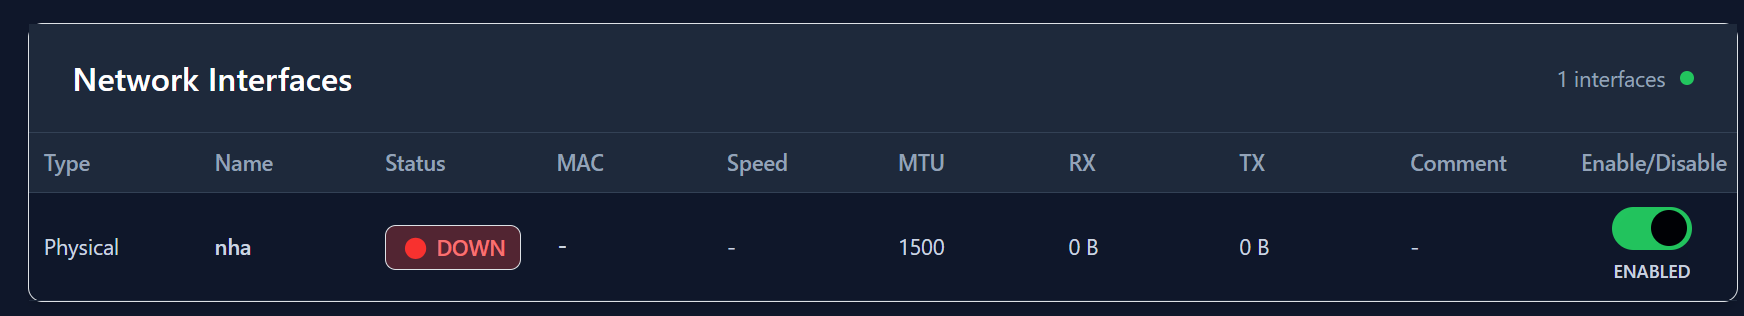 Network Interfaces
1 interfaces
Type Name Status MAC Speed MTU RX TX Comment Enable/Disable
Physical nha DOWN - - 1500 0 B 0 B -
ENABLED